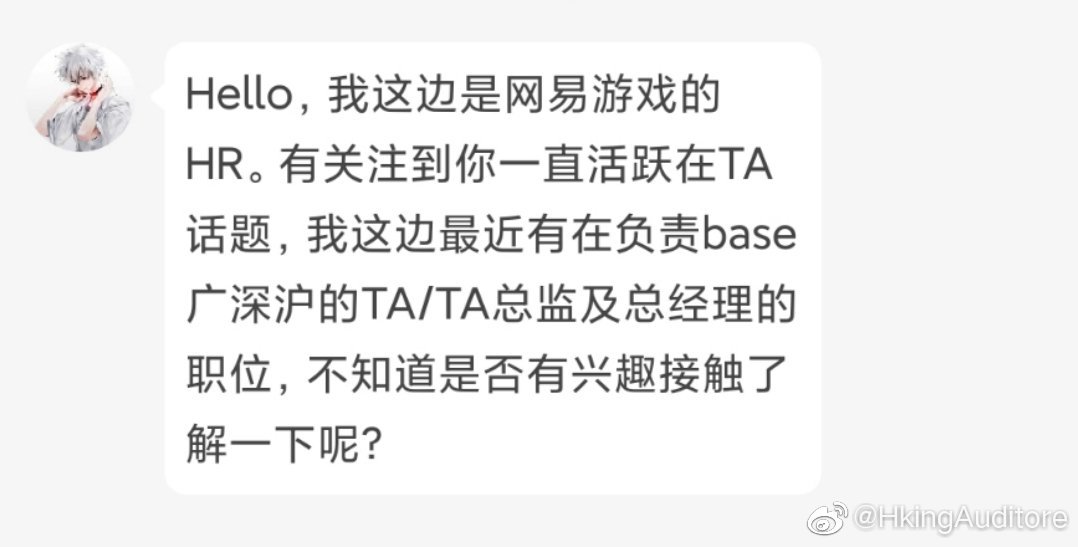 Hello，我这边是网易游戏的
HR。有关注到你一直活跃在TA
话题，我这边最近有在负责base
广深沪的TA/TA总监及总经理的
职位，不知道是否有兴趣接触了
解一下呢？
@HkingAuditore